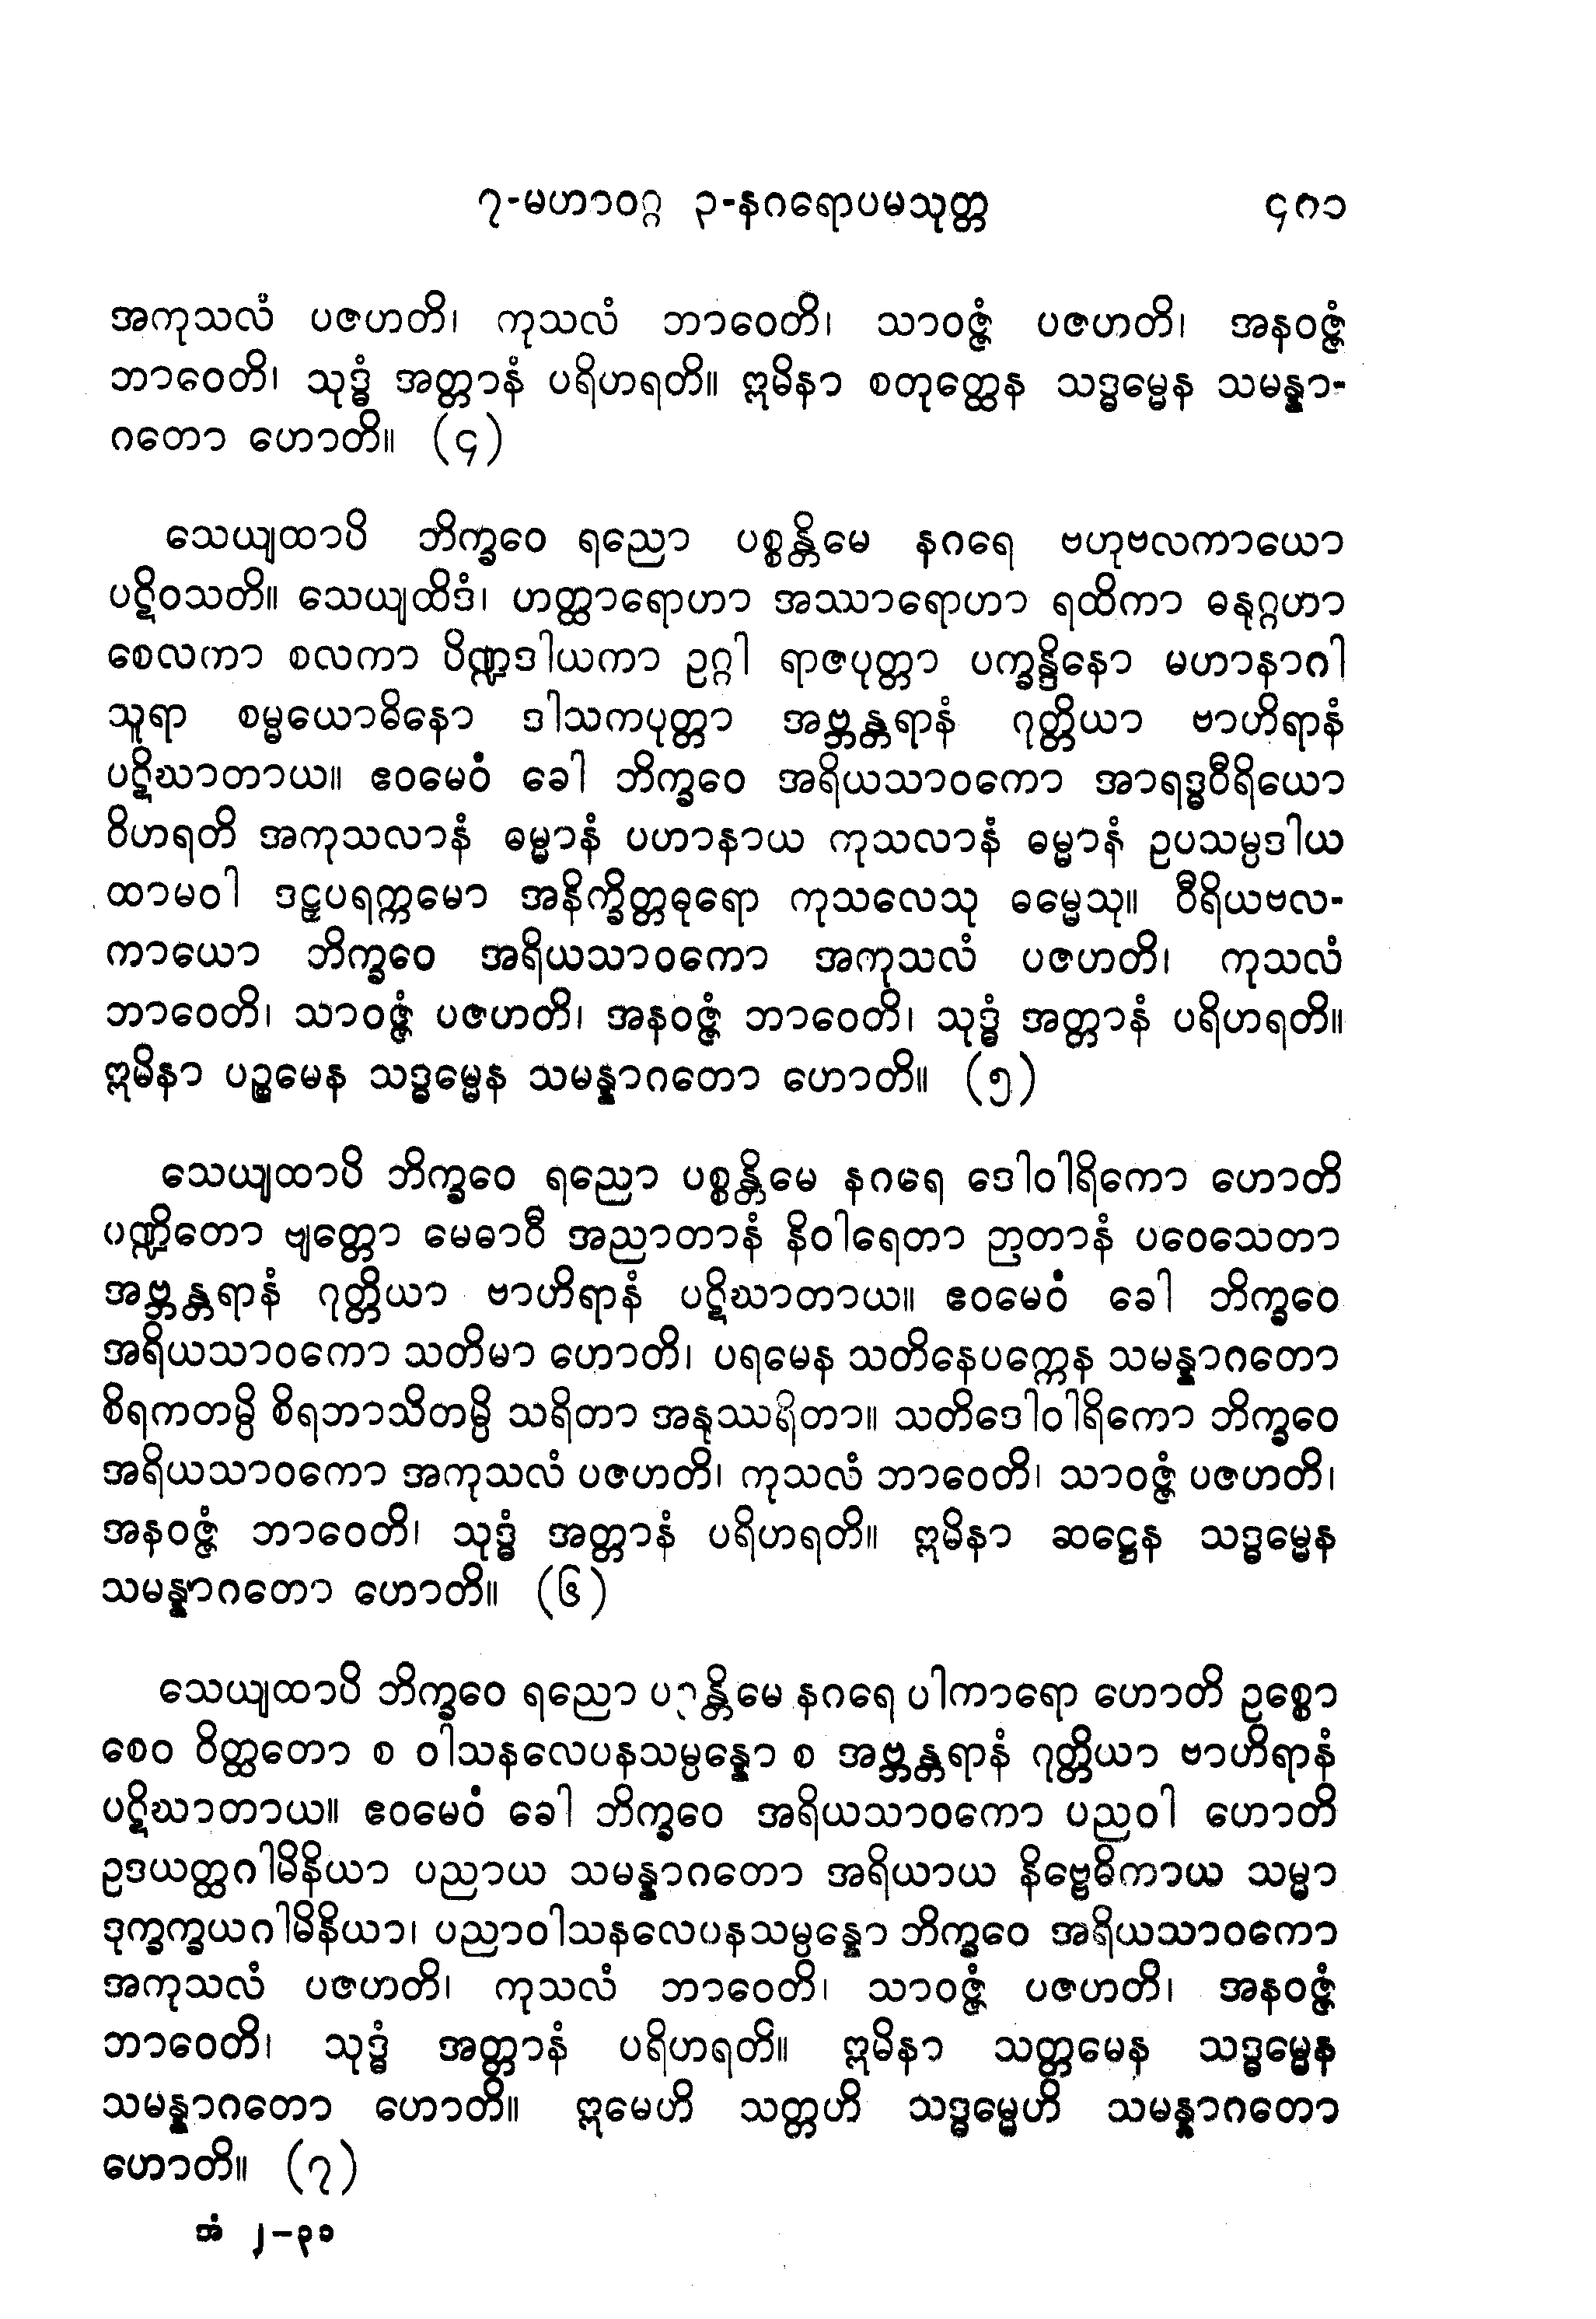 ၇-မဟာဝဂ္ဂ ၃-နဂရောပမသုတ္တ ၄၈၁
အကုသလံ ပဇဟတိ၊ ကုသလံ ဘာဝေတိ၊ သာဝဇ္ဇံ ပဇဟတိ၊ အနဝဇ္ဇံ
ဘာဝေတိ၊ သုဒ္ဓံ အတ္တာနံ ပရိဟရတိ။ ဣမိနာ စတုတ္ထေန သဒ္ဓမ္မေန သမန္နာ-
ဂတော ဟောတိ။ (၄)
သေယျထာပိ ဘိက္ခဝေ ရညော ပစ္စန္တိမေ နဂရေ ဗဟုဗလကာယော
ပဋိဝသတိ။ သေယျထိဒံ၊ ဟတ္ထာရောဟာ အဿာရောဟာ ရထိကာ ဓနုဂ္ဂဟာ
စေလကာ စလကာ ပိဏ္ဍဒါယကာ ဥဂ္ဂါ ရာဇပုတ္တာ ပက္ခန္ဒိနော မဟာနာဂါ
သူရာ စမ္မယောဓိနော ဒါသကပုတ္တာ အဗ္ဘန္တရာနံ ဂုတ္တိယာ ဗာဟိရာနံ
ပဋိဃာတာယ။ ဧဝမေဝံ ခေါ ဘိက္ခဝေ အရိယသာဝကော အာရဒ္ဓဝီရိယော
ဝိဟရတိ အကုသလာနံ ဓမ္မာနံ ပဟာနာယ ကုသလာနံ ဓမ္မာနံ ဥပသမ္ပဒါယ
ထာမဝါ ဒဠှပရက္ကမော အနိက္ခိတ္တဓုရော ကုသလေသု ဓမ္မေသု။ ဝီရိယဗလ-
ကာယော ဘိက္ခဝေ အရိယသာဝကော အကုသလံ ပဇဟတိ၊ ကုသလံ
ဘာဝေတိ၊ သာဝဇ္ဇံ ပဇဟတိ၊ အနဝဇ္ဇံ ဘာဝေတိ၊ သုဒ္ဓံ အတ္တာနံ ပရိဟရတိ။
ဣမိနာ ပဉ္စမေန သဒ္ဓမ္မေန သမန္နာဂတော ဟောတိ။ (၅)
သေယျထာပိ ဘိက္ခဝေ ရညော ပစ္စန္တိမေ နဂရေ ဒေါဝါရိကော ဟောတိ
ပဏ္ဍိတော ဗျတ္တော မေဓာဝီ အညာတာနံ နိဝါရေတာ ဉာတာနံ ပဝေသေတာ
အဗ္ဘန္တရာနံ ဂုတ္တိယာ ဗာဟိရာနံ ပဋိဃာတာယ။ ဧဝမေဝံ ခေါ ဘိက္ခဝေ
အရိယသာဝကော သတိမာ ဟောတိ၊ ပရမေန သတိနေပက္ကေန သမန္နာဂတော
စိရကတမ္ပိ စိရဘာသိတမ္ပိ သရိတာ အနုဿရိတာ။ သတိဒေါဝါရိကော ဘိက္ခဝေ
အရိယသာဝကော အကုသလံ ပဇဟတိ၊ ကုသလံ ဘာဝေတိ၊ သာဝဇ္ဇံ ပဇဟတိ၊
အနဝဇ္ဇံ ဘာဝေတိ၊ သုဒ္ဓံ အတ္တာနံ ပရိဟရတိ။ ဣမိနာ ဆဋ္ဌေန သဒ္ဓမ္မေန
သမန္နာဂတော ဟောတိ။ (၆)
သေယျထာပိ ဘိက္ခဝေ ရညော ပစ္စန္တိမေ နဂရေ ပါကာရော ဟောတိ ဥစ္စော
စေဝ ဝိတ္ထတော စ ဝါသနလေပနသမ္ပန္နော စ အဗ္ဘန္တရာနံ ဂုတ္တိယာ ဗာဟိရာနံ
ပဋိဃာတာယ။ ဧဝမေဝံ ခေါ ဘိက္ခဝေ အရိယသာဝကော ပညဝါ ဟောတိ
ဥဒယတ္ထဂါမိနိယာ ပညာယ သမန္နာဂတော အရိယာယ နိဗ္ဗေဓိကာယ သမ္မာ
ဒုက္ခက္ခယဂါမိနိယာ၊ ပညာဝါသနလေပနသမ္ပန္နော ဘိက္ခဝေ အရိယသာဝကော
အကုသလံ ပဇဟတိ၊ ကုသလံ ဘာဝေတိ၊ သာဝဇ္ဇံ ပဇဟတိ၊ အနဝဇ္ဇံ
ဘာဝေတိ၊ သုဒ္ဓံ အတ္တာနံ ပရိဟရတိ။ ဣမိနာ သတ္တမေန သဒ္ဓမ္မေန
သမန္နာဂတော ဟောတိ။ ဣမေဟိ သတ္တဟိ သဒ္ဓမ္မေဟိ သမန္နာဂတော
ဟောတိ။ (၇)
အံ ၂-၃၁